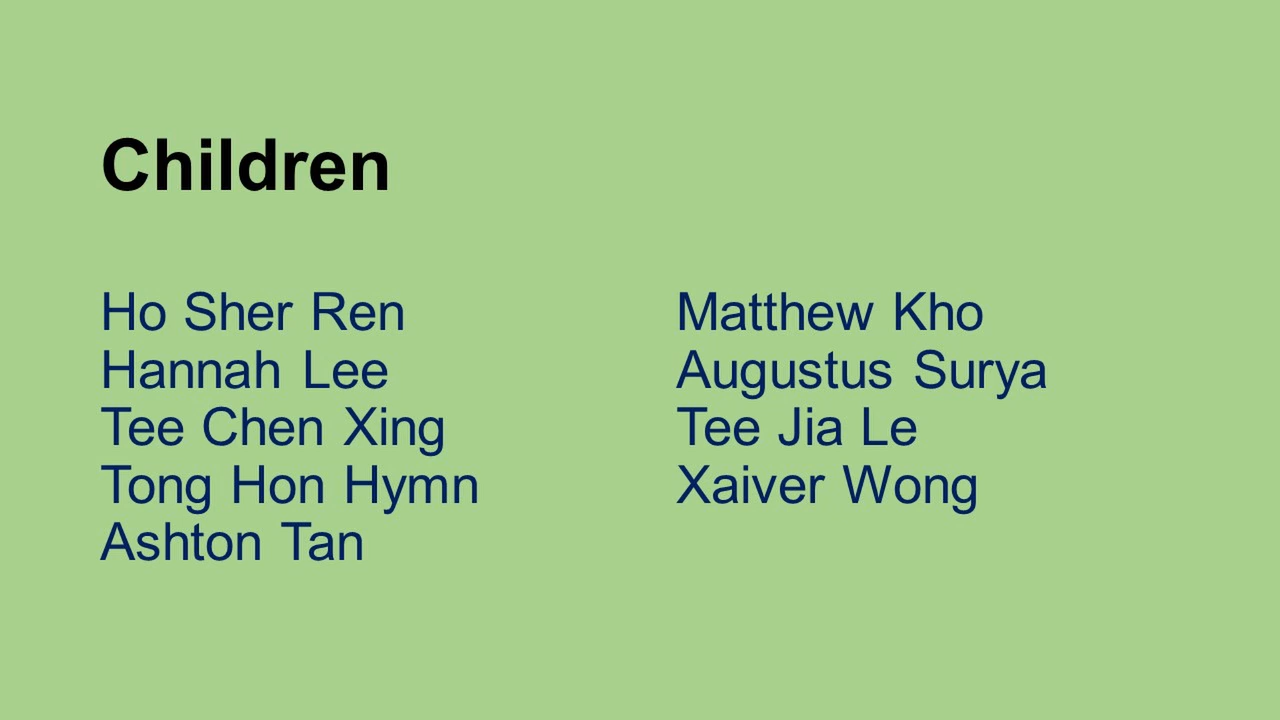 Children
Ho Sher Ren
Hannah Lee
Tee Chen Xing
Tong Hon Hymn
Ashton Tan
Matthew Kho
Augustus Surya
Tee Jia Le
Xaiver Wong